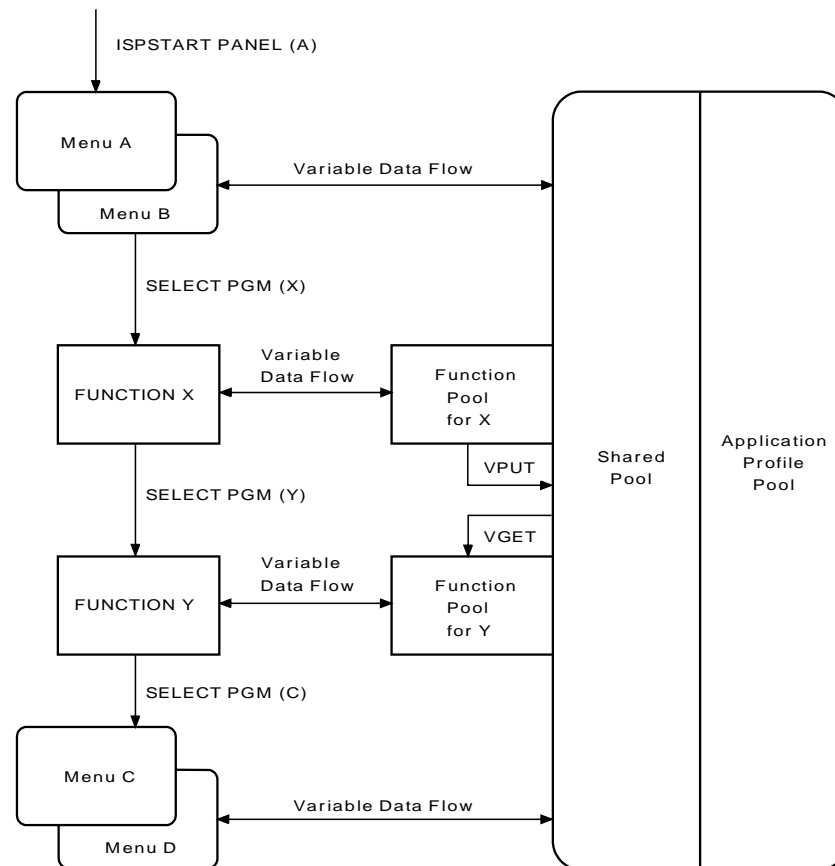 ISPSTART PANEL (A)
Menu A
Menu B
Variable Data Flow
SELECT PGM (X)
FUNCTION X
Variable
Data Flow
Function
Pool
for X
VPUT
Shared
Pool
Application
Profile
Pool
SELECT PGM (Y)
VGET
FUNCTION Y
Variable
Data Flow
Function
Pool
for Y
SELECT PGM (C)
Menu C
Menu D
Variable Data Flow